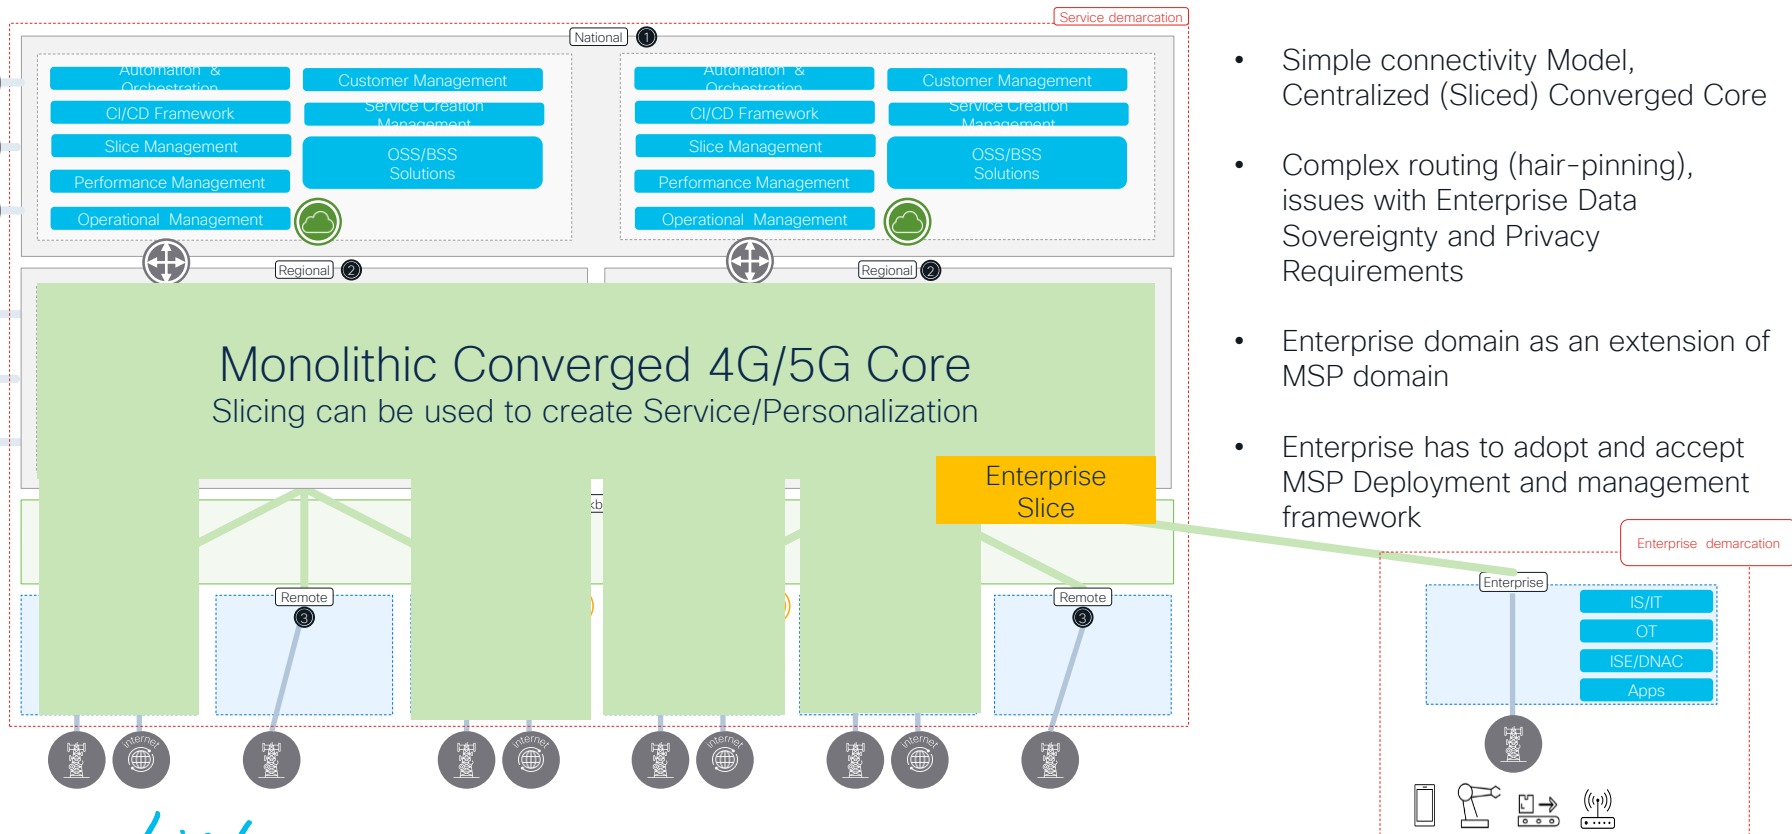 Service demarcation
National 1
Automation & Orchestration
Customer Management
CI/CD Framework
Service Creation Management
Slice Management
OSS/BSS
Solutions
Performance Management
Operational Management
Automation & Orchestration
Customer Management
CI/CD Framework
Service Creation Management
Slice Management
OSS/BSS
Solutions
Performance Management
Operational Management
Regional 2
Regional 2
Monolithic Converged 4G/5G Core
Slicing can be used to create Service/Personalization
Enterprise
Slice
Remote
3
Remote
3
internet
internet
internet
internet
• Simple connectivity Model,
Centralized (Sliced) Converged Core
• Complex routing (hair-pinning),
issues with Enterprise Data
Sovereignty and Privacy
Requirements
• Enterprise domain as an extension of
MSP domain
• Enterprise has to adopt and accept
MSP Deployment and management
framework
Enterprise demarcation
Enterprise
IS/IT
OT
ISE/DNAC
Apps